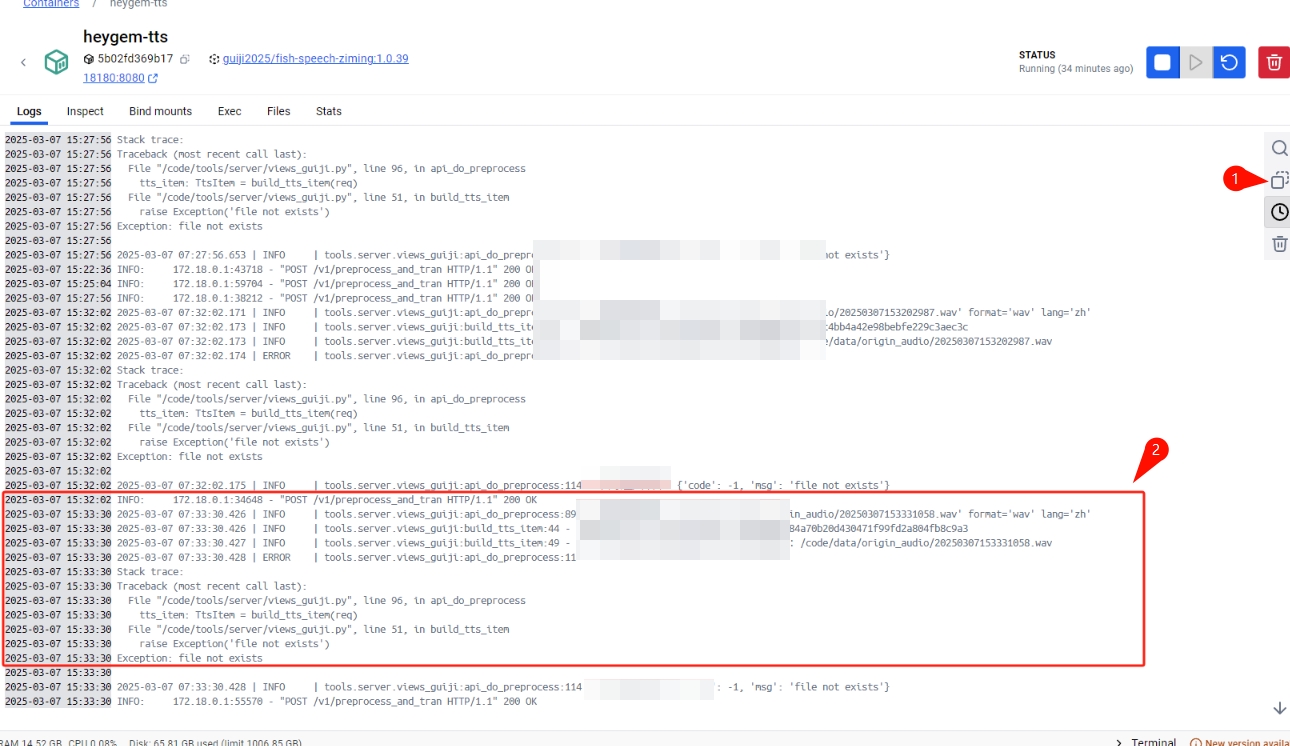 Containers / heygem-tts
heygem-tts
5b02fd369b17 guiji2025/fish-speech-ziming:1.0.39
18180:8080
STATUS
Running (34 minutes ago)
Logs Inspect Bind mounts Exec Files Stats
2025-03-07 15:27:56 Stack trace:
2025-03-07 15:27:56 Traceback (most recent call last):
2025-03-07 15:27:56 File "/code/tools/server/views_guiji.py", line 96, in api_do_preprocess
2025-03-07 15:27:56 tts_item: TtsItem = build_tts_item(req)
2025-03-07 15:27:56 File "/code/tools/server/views_guiji.py", line 51, in build_tts_item
2025-03-07 15:27:56 raise Exception('file not exists')
2025-03-07 15:27:56 Exception: file not exists
2025-03-07 15:27:56
2025-03-07 15:27:56 2025-03-07 07:27:56.653 | INFO | tools.server.views_guiji:api_do_prepr not exists'}
2025-03-07 15:22:36 INFO: 172.18.0.1:43718 - "POST /v1/preprocess_and_tran HTTP/1.1" 200
2025-03-07 15:25:04 INFO: 172.18.0.1:59704 - "POST /v1/preprocess_and_tran HTTP/1.1" 200
2025-03-07 15:27:56 INFO: 172.18.0.1:38212 - "POST /v1/preprocess_and_tran HTTP/1.1" 200
2025-03-07 15:32:02 2025-03-07 07:32:02.171 | INFO | tools.server.views_guiji:api_do_prepr o/20250307153202987.wav' format='wav' lang='zh'
2025-03-07 15:32:02 2025-03-07 07:32:02.173 | INFO | tools.server.views_guiji:build_tts_ite :4bb4a42e98bebfe229c3aec3c
2025-03-07 15:32:02 2025-03-07 07:32:02.173 | INFO | tools.server.views_guiji:build_tts_ite e/data/origin_audio/20250307153202987.wav
2025-03-07 15:32:02 2025-03-07 07:32:02.174 | ERROR | tools.server.views_guiji:api_do_prepr
2025-03-07 15:32:02 Stack trace:
2025-03-07 15:32:02 Traceback (most recent call last):
2025-03-07 15:32:02 File "/code/tools/server/views_guiji.py", line 96, in api_do_preprocess
2025-03-07 15:32:02 tts_item: TtsItem = build_tts_item(req)
2025-03-07 15:32:02 File "/code/tools/server/views_guiji.py", line 51, in build_tts_item
2025-03-07 15:32:02 raise Exception('file not exists')
2025-03-07 15:32:02 Exception: file not exists
2025-03-07 15:32:02
2025-03-07 15:32:02 2025-03-07 07:32:02.175 | INFO | tools.server.views_guiji:api_do_preprocess:114 {'code': -1, 'msg': 'file not exists'}
2025-03-07 15:32:02 INFO: 172.18.0.1:34648 - "POST /v1/preprocess_and_tran HTTP/1.1" 200 OK
2025-03-07 15:33:30 2025-03-07 07:33:30.426 | INFO | tools.server.views_guiji:api_do_preprocess:89 in_audio/20250307153331058.wav' format='wav' lang='zh'
2025-03-07 15:33:30 2025-03-07 07:33:30.426 | INFO | tools.server.views_guiji:build_tts_item:44 - 84a70b20d430471f99fd2a804fb8c9a3
2025-03-07 15:33:30 2025-03-07 07:33:30.427 | INFO | tools.server.views_guiji:build_tts_item:49 - : /code/data/origin_audio/20250307153331058.wav
2025-03-07 15:33:30 2025-03-07 07:33:30.428 | ERROR | tools.server.views_guiji:api_do_preprocess:11
2025-03-07 15:33:30 Stack trace:
2025-03-07 15:33:30 Traceback (most recent call last):
2025-03-07 15:33:30 File "/code/tools/server/views_guiji.py", line 96, in api_do_preprocess
2025-03-07 15:33:30 tts_item: TtsItem = build_tts_item(req)
2025-03-07 15:33:30 File "/code/tools/server/views_guiji.py", line 51, in build_tts_item
2025-03-07 15:33:30 raise Exception('file not exists')
2025-03-07 15:33:30 Exception: file not exists
2025-03-07 15:33:30
2025-03-07 15:33:30 2025-03-07 07:33:30.428 | INFO | tools.server.views_guiji:api_do_preprocess:114 : -1, 'msg': 'file not exists'}
2025-03-07 15:33:30 INFO: 172.18.0.1:55570 - "POST /v1/preprocess_and_tran HTTP/1.1" 200 OK
1
2
RAM 14.52 GB CPU 0.08% Disk: 65.81 GB used (limit 1006.85 GB)
Terminal New version availa